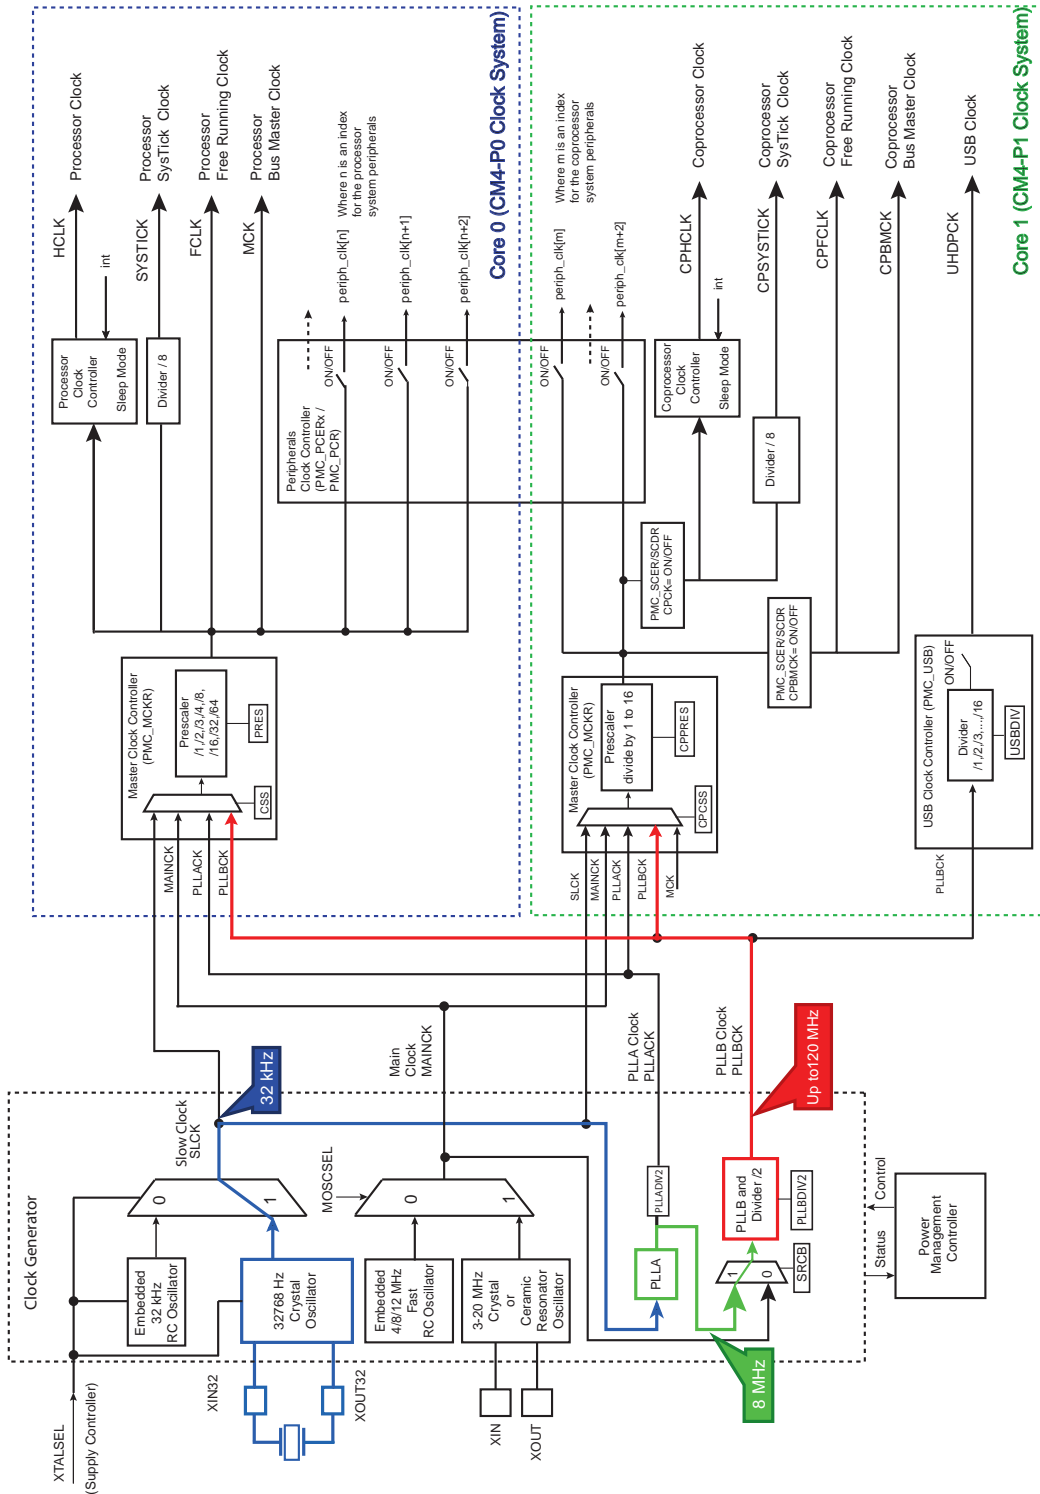 Clock Generator
XTALSEL
(Supply Controller)
Embedded
32 kHz
RC Oscillator
0
1
Slow Clock
SLCK
32 kHz
XIN32
XOUT32
32768 Hz
Crystal
Oscillator
MOSCSEL
Embedded
4/8/12 MHz
Fast
RC Oscillator
0
1
3-20 MHz
Crystal
or
Ceramic
Resonator
Oscillator
XIN
XOUT
Main
Clock
MAINCK
PLLA
PLLADIV2
PLLA Clock
PLLACK
8 MHz
1
0
SRCB
PLLB and
Divider /2
PLLBDIV2
PLLB Clock
PLLBCK
Up to120 MHz
Status
Control
Power
Management
Controller
Core 0 (CM4-P0 Clock System)
MAINCK
PLLACK
PLLBCK
Master Clock Controller
(PMC_MCKR)
CSS
Prescaler
/1,/2,/3,/4,/8,
/16,/32,/64
PRES
Processor
Clock
Controller
Sleep Mode
int
HCLK
Processor Clock
Divider / 8
SYSTICK
Processor
SysTick Clock
FCLK
Processor
Free Running Clock
MCK
Processor
Bus Master Clock
Peripherals
Clock Controller
(PMC_PCERx /
PMC_PCR)
ON/OFF
periph_clk[n]
Where n is an index
for the processor
system peripherals
ON/OFF
periph_clk[n+1]
ON/OFF
periph_clk[n+2]
Core 1 (CM4-P1 Clock System)
SLCK
MAINCK
PLLACK
PLLBCK
MCK
Master Clock Controller
(PMC_MCKR)
CPCSS
Prescaler
divide by 1 to 16
CPPRES
ON/OFF
periph_clk[m]
Where m is an index
for the coprocessor
system peripherals
ON/OFF
periph_clk[m+2]
PMC_SCER/SCDR
CPCK= ON/OFF
Coprocessor
Clock
Controller
Sleep Mode
int
CPHCLK
Coprocessor Clock
Divider / 8
CPSYSTICK
Coprocessor
SysTick Clock
PMC_SCER/SCDR
CPBMCK= ON/OFF
CPFCLK
Coprocessor
Free Running Clock
CPBMCK
Coprocessor
Bus Master Clock
PLLBCK
USB Clock Controller (PMC_USB)
Divider
/1,/2,/3,.../16
ON/OFF
USBDIV
UHDPCK
USB Clock